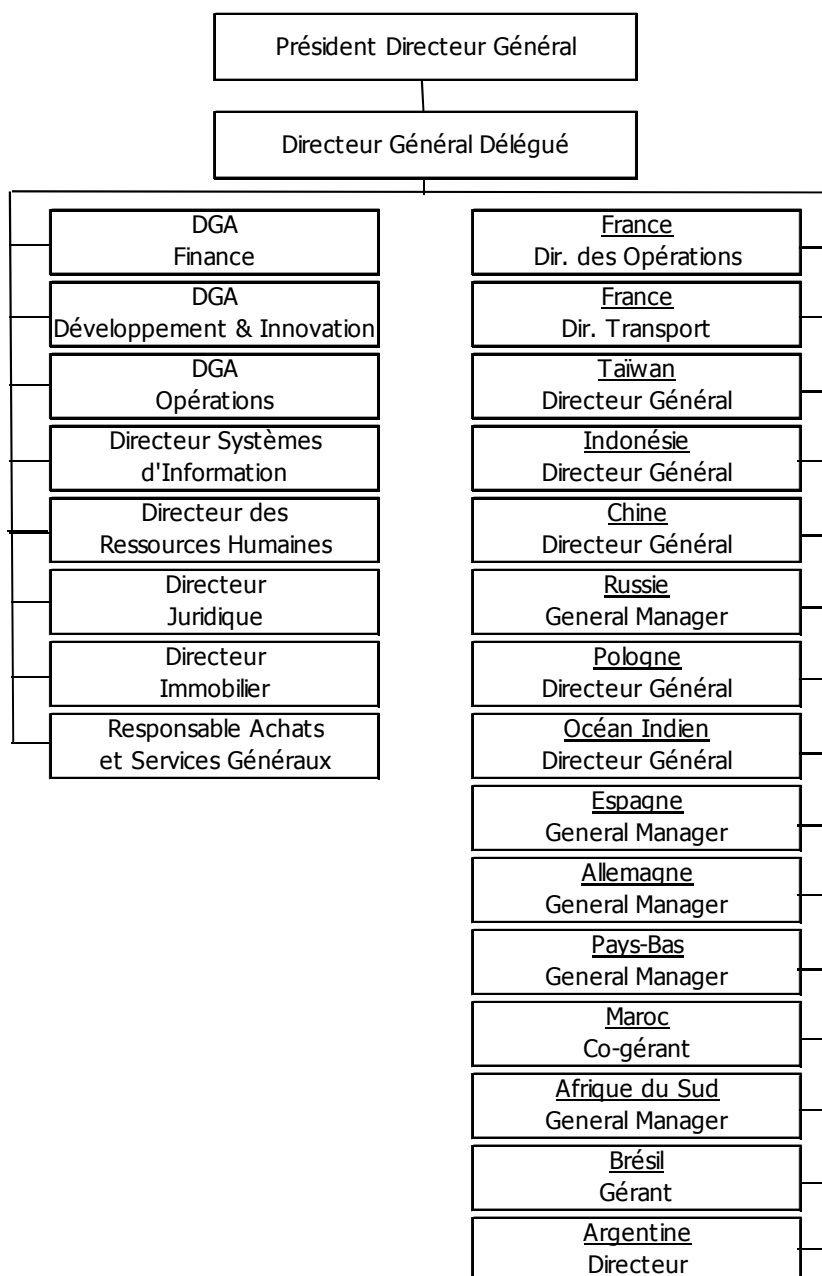 Président Directeur Général
Directeur Général Délégué
DGA
Finance
DGA
Développement & Innovation
DGA
Opérations
Directeur Systèmes
d'Information
Directeur des
Ressources Humaines
Directeur
Juridique
Directeur
Immobilier
Responsable Achats
et Services Généraux
France
Dir. des Opérations
France
Dir. Transport
Taïwan
Directeur Général
Indonésie
Directeur Général
Chine
Directeur Général
Russie
General Manager
Pologne
Directeur Général
Océan Indien
Directeur Général
Espagne
General Manager
Allemagne
General Manager
Pays-Bas
General Manager
Maroc
Co-gérant
Afrique du Sud
General Manager
Brésil
Gérant
Argentine
Directeur